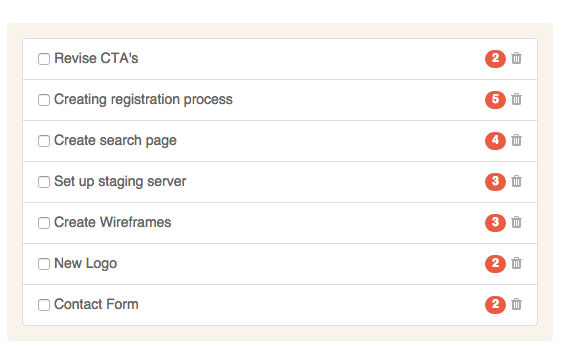 Revise CTA's 2
Creating registration process 5
Create search page 4
Set up staging server 3
Create Wireframes 3
New Logo 2
Contact Form 2